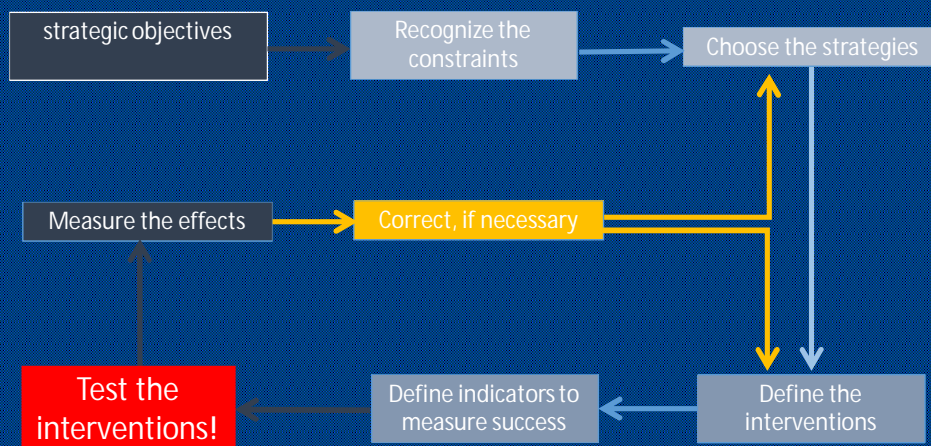 strategic objectives
Recognize the
constraints
Choose the strategies
Measure the effects
Correct, if necessary
Test the
interventions!
Define indicators to
measure success
Define the
interventions